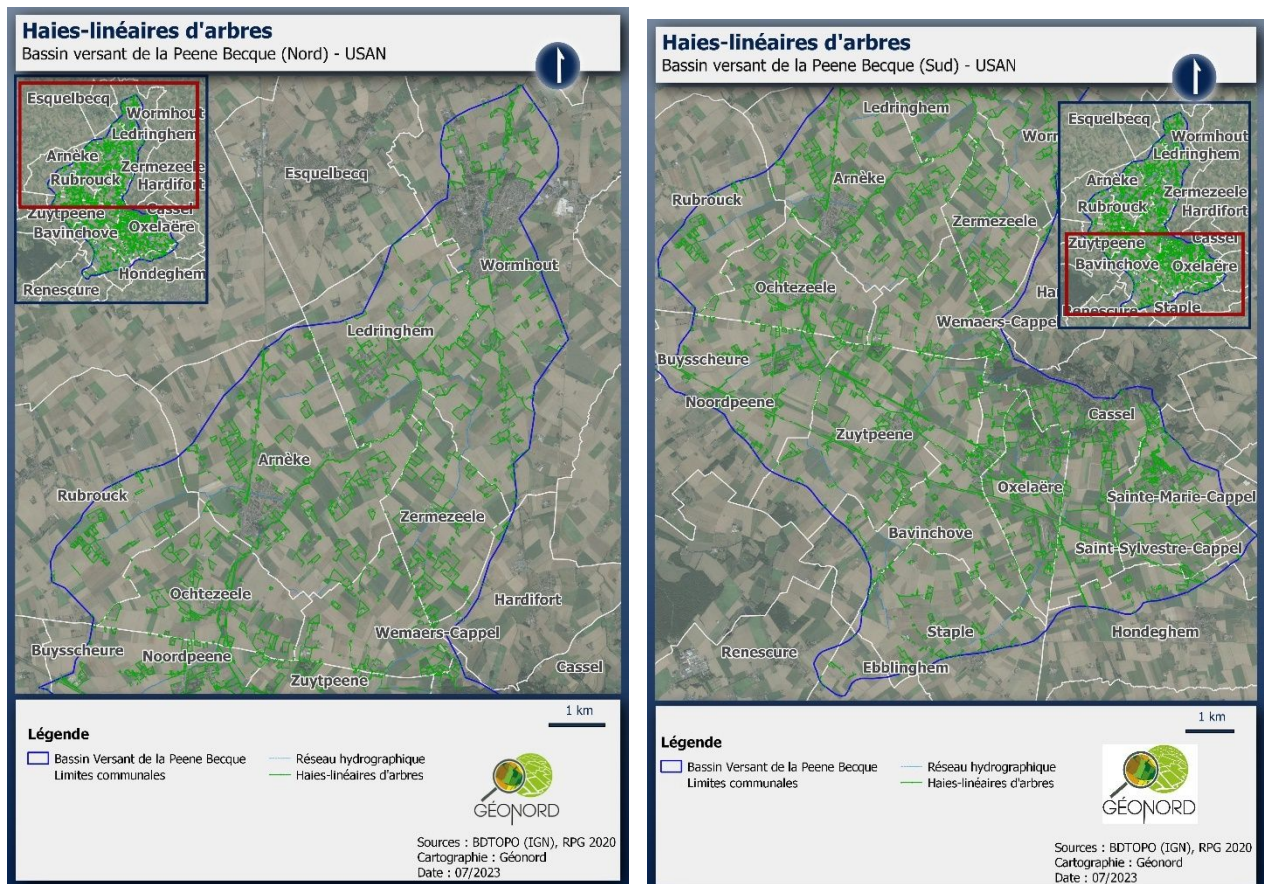 Haies-linéaires d'arbres
Bassin versant de la Peene Becque (Nord) - USAN
Esquelbecq
Wormhout
Ledringhem
Arnèke
Zermezeele
Rubrouck
Hardifort
Cassel
Zuytpeene
Oxelaëre
Bavinchove
Hondeghem
Renescure
Esquelbecq
Wormhout
Ledringhem
Arnèke
Rubrouck
Zermezeele
Ochtezeele
Hardifort
Wemaers-Cappel
Buysscheure
Noordpeene
Cassel
Zuytpeene
1 km
Légende
Bassin Versant de la Peene Becque
Réseau hydrographique
Limites communales
Haies-linéaires d'arbres
GÉONORD
Sources : BDTOPO (IGN), RPG 2020
Cartographie : Géonord
Date : 07/2023
Haies-linéaires d'arbres
Bassin versant de la Peene Becque (Sud) - USAN
Ledringhem
Esquelbecq
Wormhout
Ledringhem
Arnèke
Zermezeele
Rubrouck
Hardifort
Cassel
Zuytpeene
Bavinchove
Oxelaëre
Renescure
Staple
Worm
Arnèke
Rubrouck
Zermezeele
Ochtezeele
Ha
Wemaers-Cappel
Buysscheure
Noordpeene
Cassel
Zuytpeene
Oxelaëre
Sainte-Marie-Cappel
Bavinchove
Saint-Sylvestre-Cappel
Staple
Hondeghem
Renescure
Ebblinghem
1 km
Légende
Bassin Versant de la Peene Becque
Réseau hydrographique
Limites communales
Haies-linéaires d'arbres
GÉONORD
Sources : BDTOPO (IGN), RPG 2020
Cartographie : Géonord
Date : 07/2023